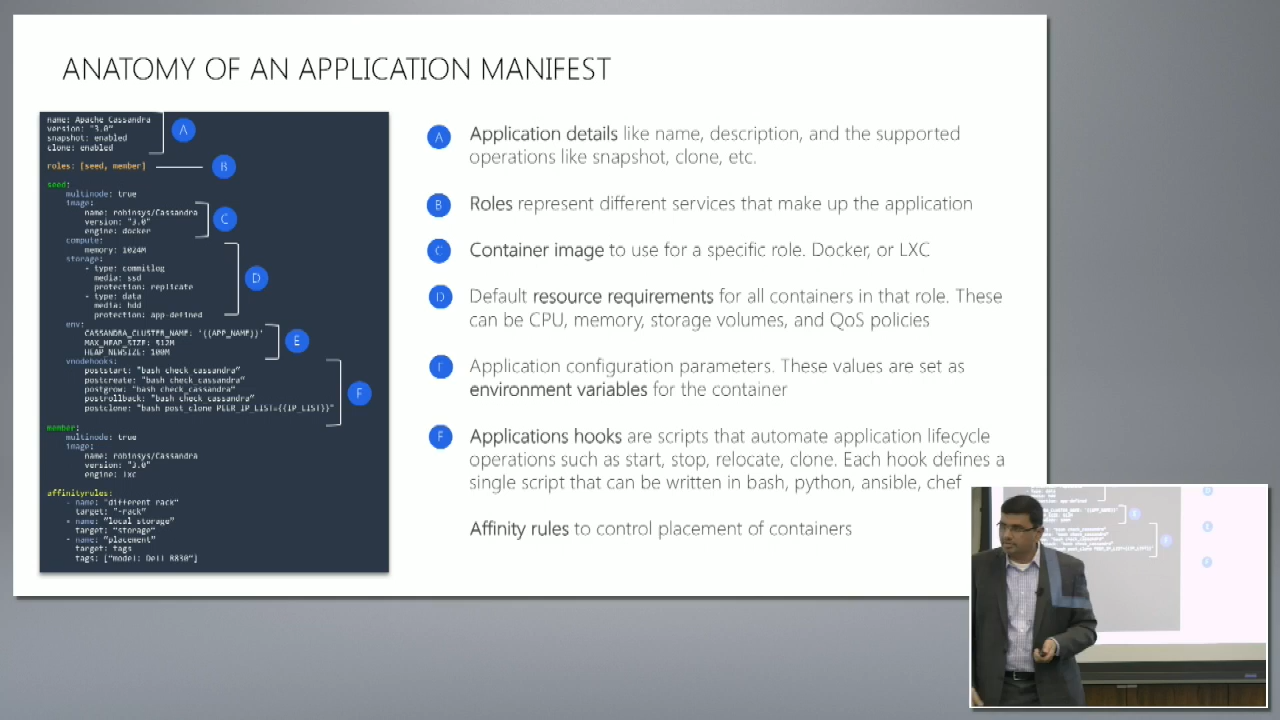 ANATOMY OF AN APPLICATION MANIFEST
name: Apache Cassandra
version: "3.0"
snapshot: enabled
clone: enabled
A
roles: [seed, member]
B
seed:
multinode: true
image:
name: robinsys/Cassandra
version: "3.0"
engine: docker
C
compute:
memory: 1024M
storage:
- type: commitlog
media: ssd
protection: replicate
- type: data
media: hdd
protection: app-defined
D
env:
CASSANDRA_CLUSTER_NAME: '{{APP_NAME}}'
MAX_HEAP_SIZE: 512M
HEAP_NEWSIZE: 100M
E
vnodehooks:
poststart: "bash check_cassandra"
postcreate: "bash check_cassandra"
postgrow: "bash check_cassandra"
postrollback: "bash check_cassandra"
postclone: "bash post_clone PEER_IP_LIST={{IP_LIST}}"
F
member:
multinode: true
image:
name: robinsys/Cassandra
version: "3.0"
engine: lxc
affinityrules:
- name: "different rack"
target: "~rack"
- name: "local storage"
target: "storage"
- name: "placement"
target: tags
tags: ["model: Dell R830"]
A Application details like name, description, and the supported
operations like snapshot, clone, etc.
B Roles represent different services that make up the application
C Container image to use for a specific role. Docker, or LXC
D Default resource requirements for all containers in that role. These
can be CPU, memory, storage volumes, and QoS policies
E Application configuration parameters. These values are set as
environment variables for the container
F Applications hooks are scripts that automate application lifecycle
operations such as start, stop, relocate, clone. Each hook defines a
single script that can be written in bash, python, ansible, chef
Affinity rules to control placement of containers